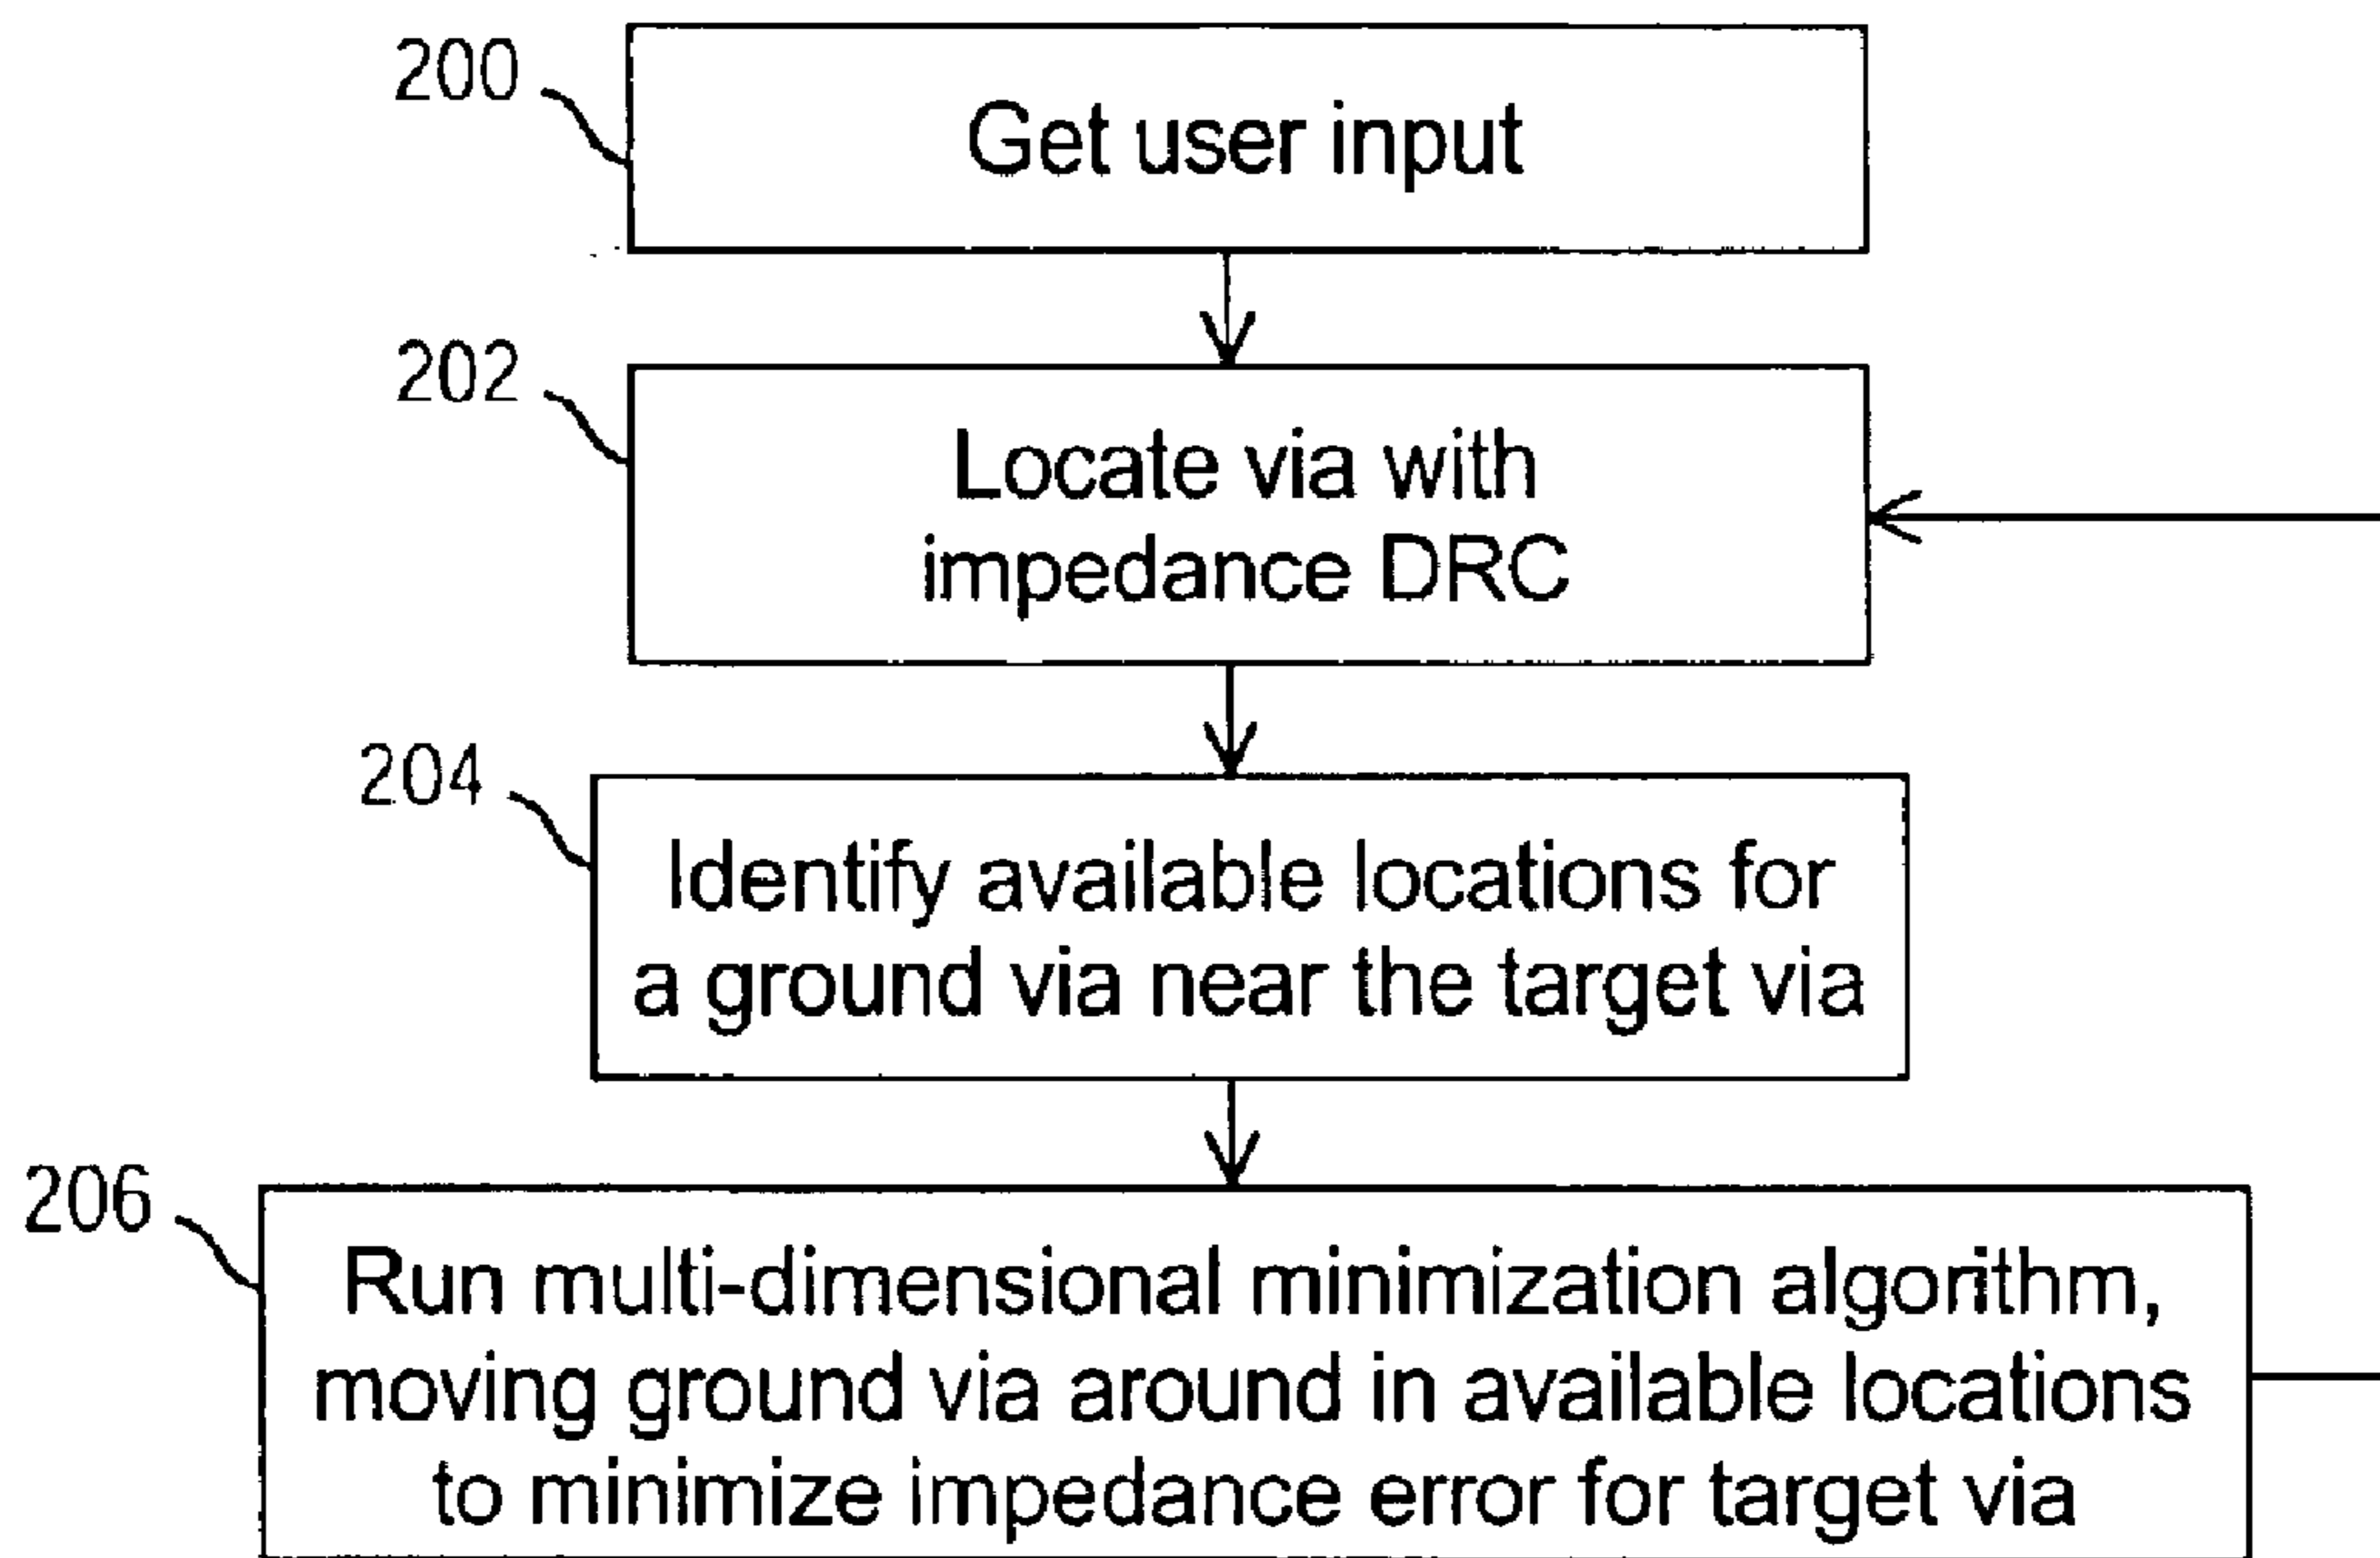 200
Get user input
202
Locate via with
impedance DRC
204
Identify available locations for
a ground via near the target via
206
Run multi-dimensional minimization algorithm,
moving ground via around in available locations
to minimize impedance error for target via